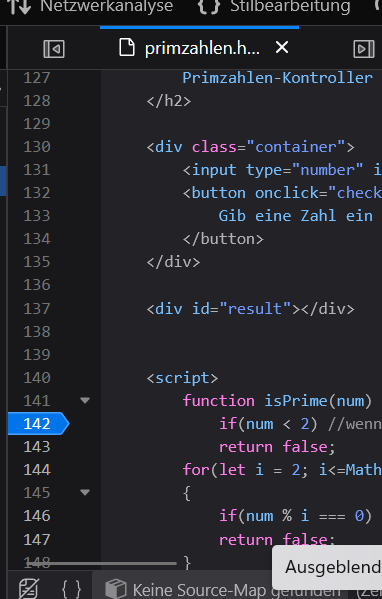 Netzwerkanalyse { } Stilbearbeitung
primzahlen.h... ×
127 Primzahlen-Kontroller
128 </h2>
129
130 <div class="container">
131 <input type="number" i
132 <button onclick="check
133 Gib eine Zahl ein
134 </button>
135 </div>
136
137 <div id="result"></div>
138
139
140 <script>
141 function isPrime(num)
142 if(num < 2) //wenn
143 return false;
144 for(let i = 2; i<=Math
145 {
146 if(num % i === 0)
147 return false;
148 }
Ausgeblend
{ } Keine Source-Map gefunden (Zei